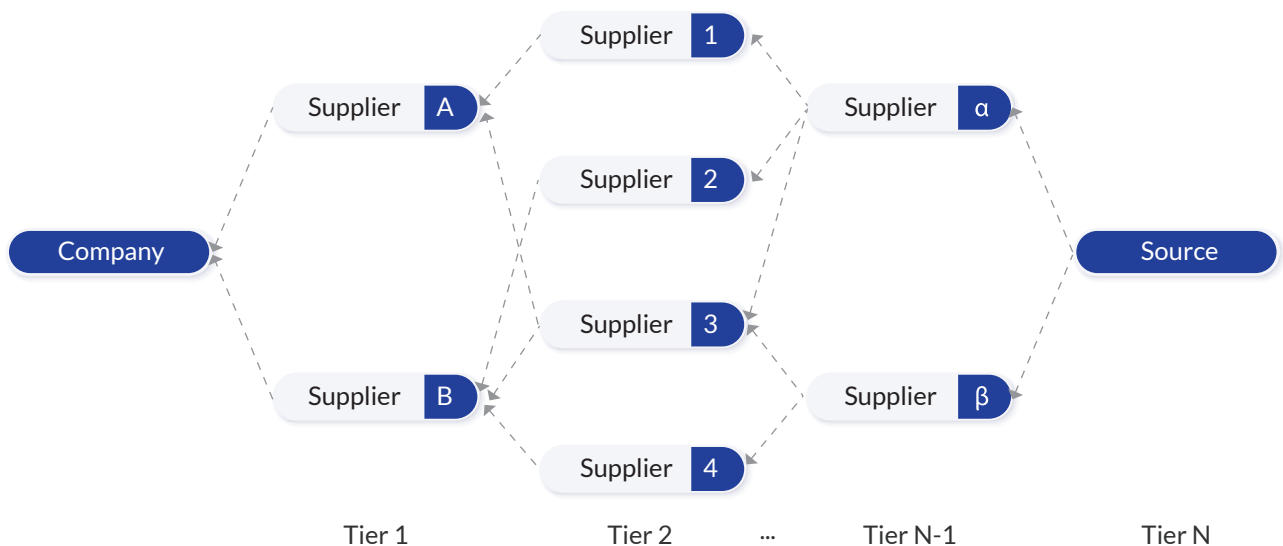 Supplier 1
Supplier A
Supplier α
Supplier 2
Company
Source
Supplier 3
Supplier B
Supplier β
Supplier 4
Tier 1 Tier 2 ... Tier N-1 Tier N